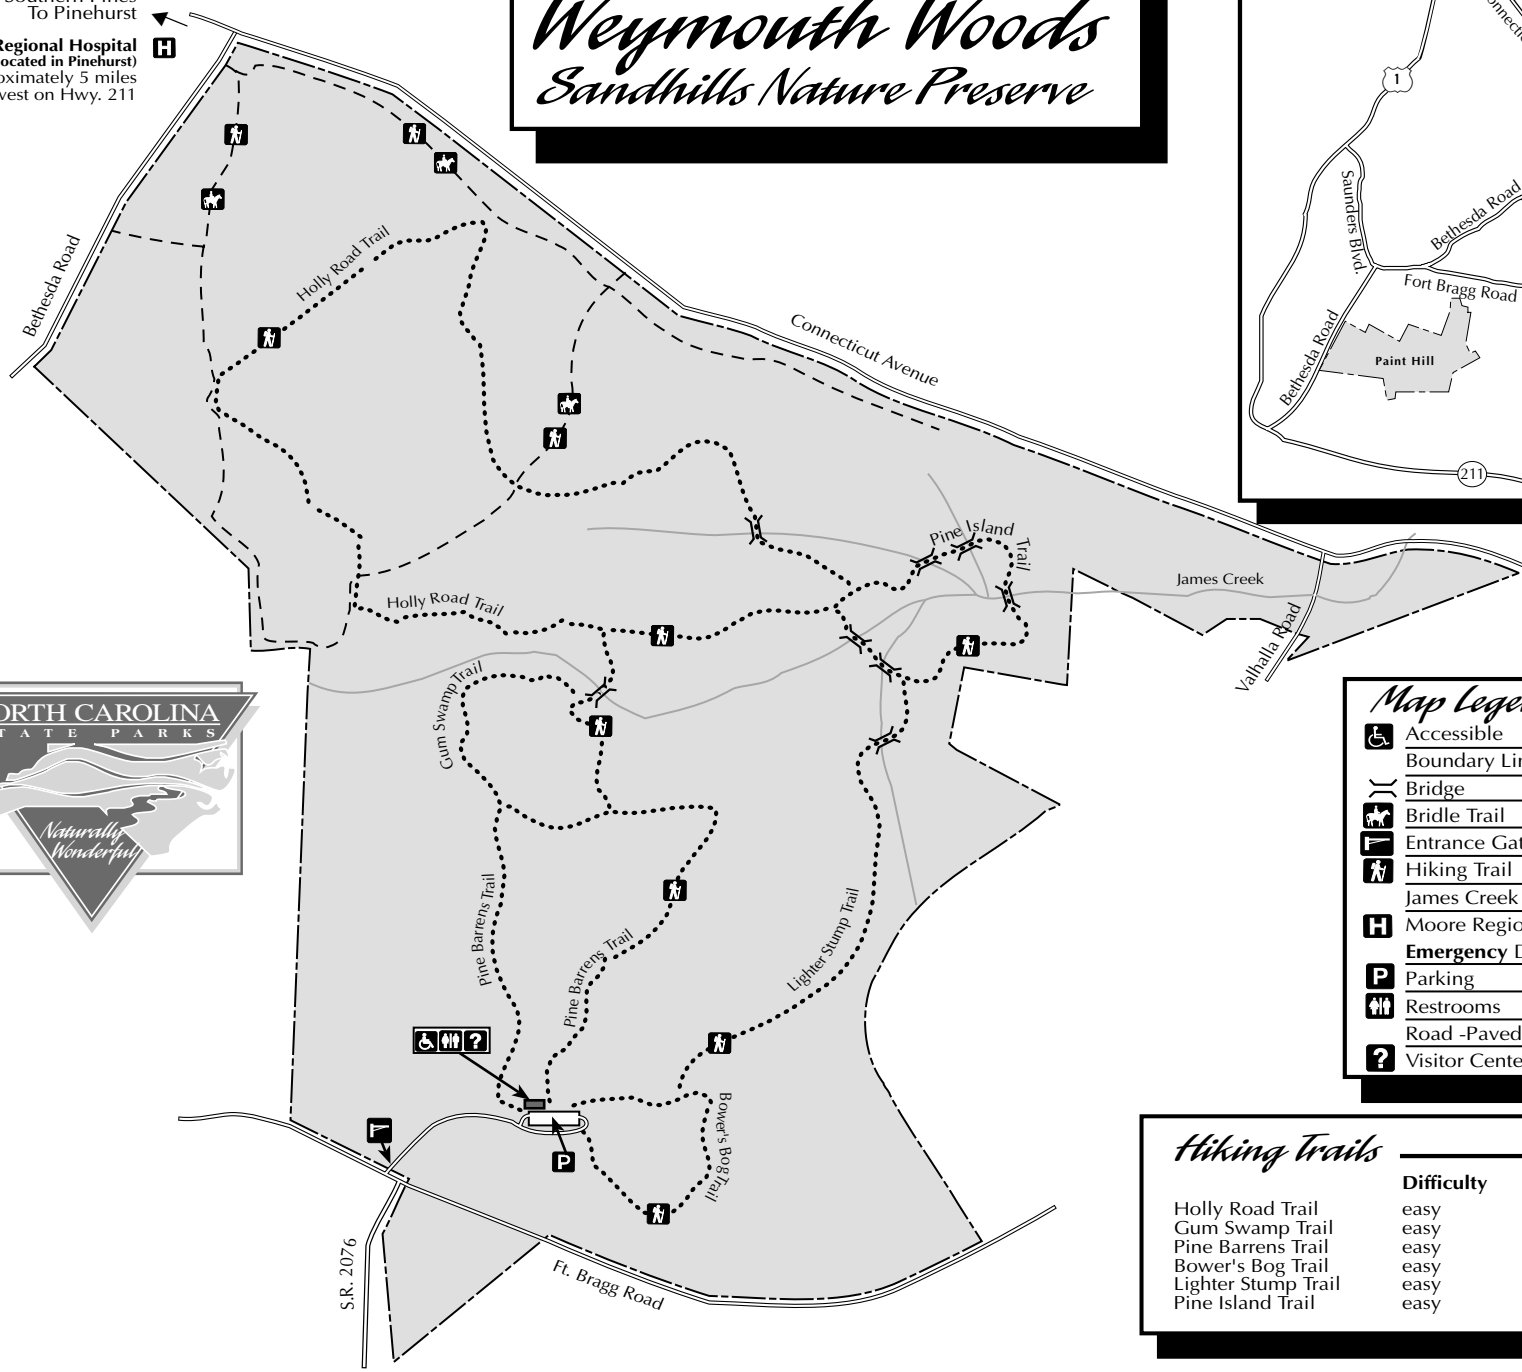 Southern Pines
To Pinehurst
Regional Hospital
located in Pinehurst)
oximately 5 miles
west on Hwy. 211
H
Weymouth Woods
Sandhills Nature Preserve
1
Saunders Blvd.
Bethesda Road
Fort Bragg Road
Bethesda Road
Paint Hill
211
Bethesda Road
Holly Road Trail
Connecticut Avenue
Pine Island Trail
James Creek
Valhalla Road
Holly Road Trail
Gum Swamp Trail
ORTH CAROLINA
TATE PARKS
Naturally
Wonderful
Pine Barrens Trail
Pine Barrens Trail
Lighter Stump Trail
?
P
Bower's Bog Trail
S.R. 2076
Ft. Bragg Road
Map Lege
Accessible
Boundary Lin
Bridge
Bridle Trail
Entrance Gat
Hiking Trail
James Creek
H Moore Regio
Emergency D
P Parking
Restrooms
Road -Paved
? Visitor Cente
Hiking Trails
Difficulty
Holly Road Trail easy
Gum Swamp Trail easy
Pine Barrens Trail easy
Bower's Bog Trail easy
Lighter Stump Trail easy
Pine Island Trail easy